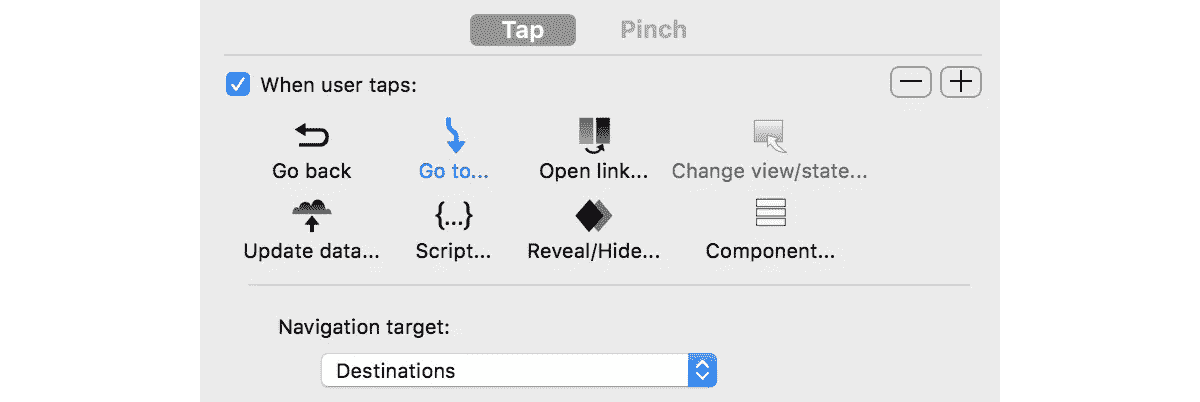 Tap Pinch
When user taps:
Go back Go to... Open link... Change view/state...
{...}
Update data... Script... Reveal/Hide... Component...
Navigation target:
Destinations